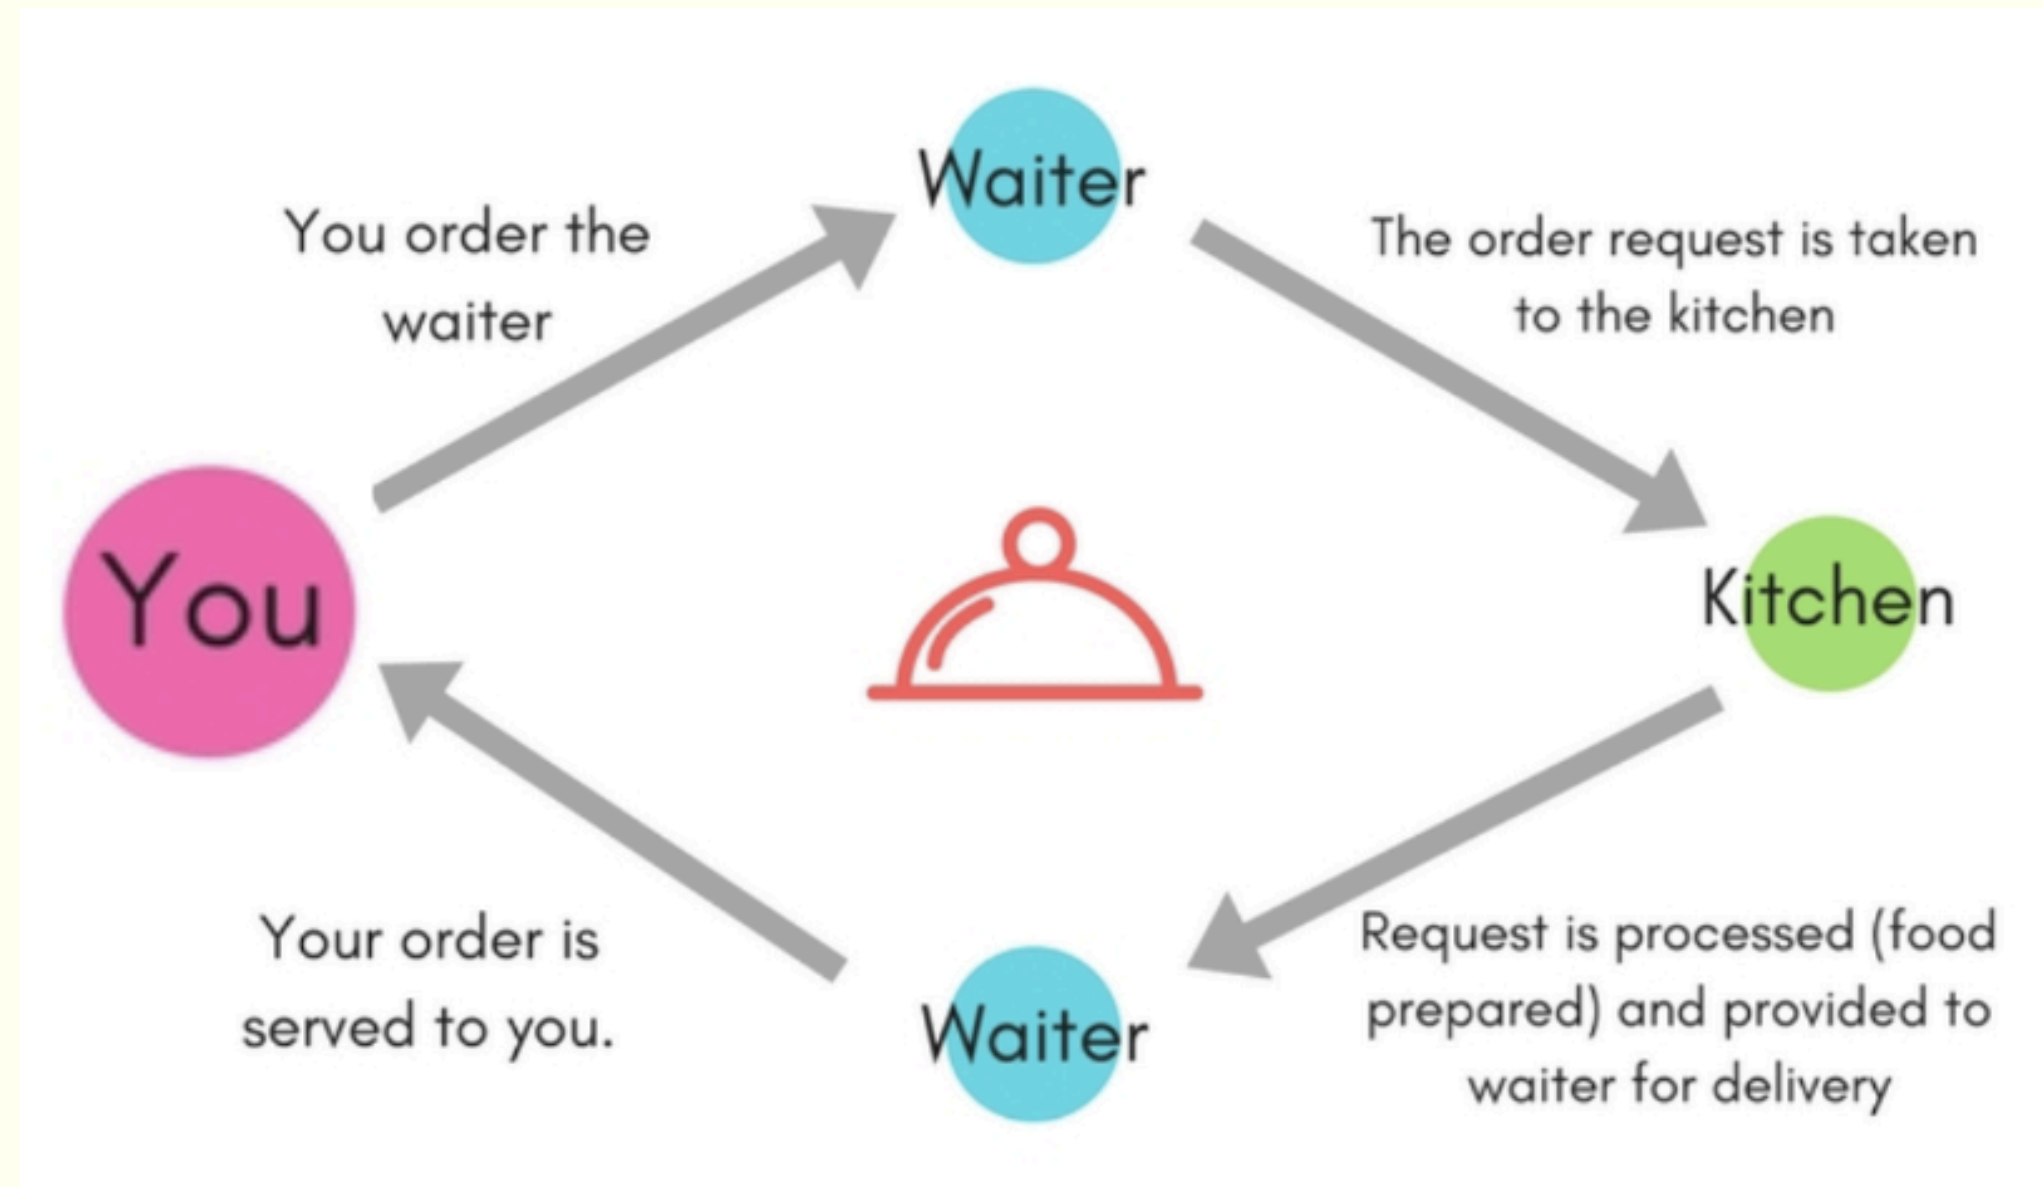 Waiter
You order the
waiter
The order request is taken
to the kitchen
You
Kitchen
Your order is
served to you.
Waiter
Request is processed (food
prepared) and provided to
waiter for delivery